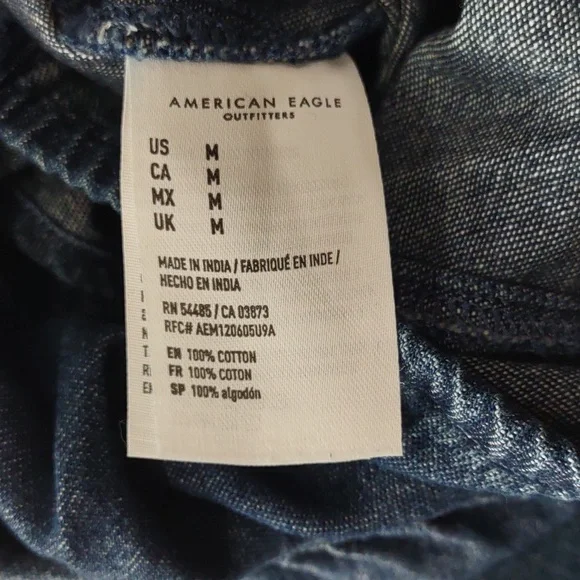 AMERICAN EAGLE
OUTFITTERS
US M
CA M
MX M
UK M
MADE IN INDIA / FABRIQUÉ EN INDE /
HECHO EN INDIA
RN 54485 / CA 03873
RFC# AEM120605U9A
EN 100% COTTON
FR 100% COTON
SP 100% algodón